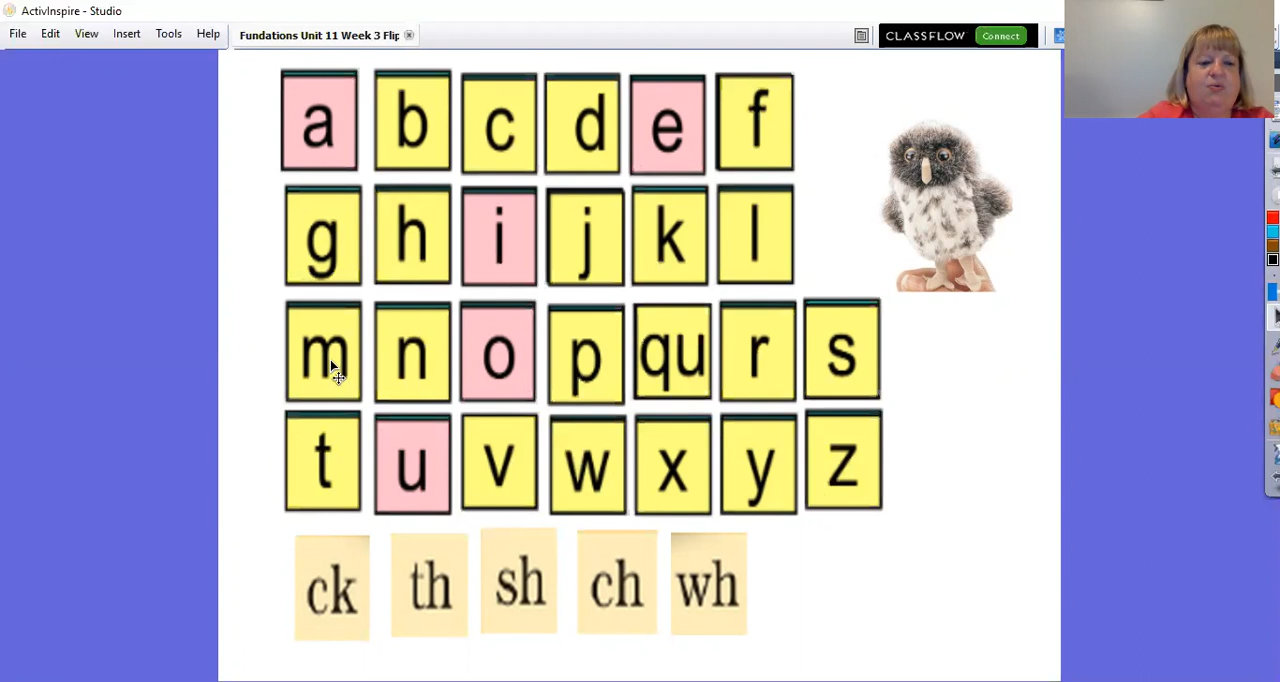 ActivInspire - Studio
File Edit View Insert Tools Help Fundations Unit 11 Week 3 Flip CLASSFLOW Connect
a b c d e f
g h i j k l
m n o p qu r s
t u v w x y z
ck th sh ch wh